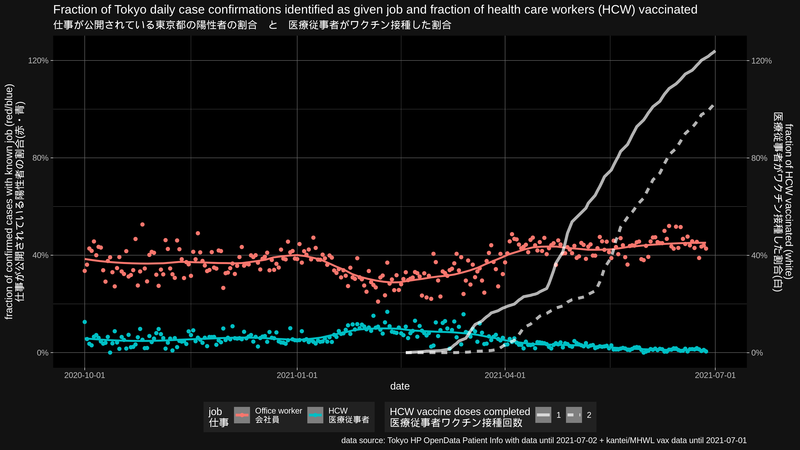 Fraction of Tokyo daily case confirmations identified as given job and fraction of health care workers (HCW) vaccinated
仕事が公開されている東京都の陽性者の割合　と　医療従事者がワクチン接種した割合
fraction of confirmed cases with known job (red/blue)
仕事が公開されている陽性者の割合(赤・青)
120%
80%
40%
0%
120%
80%
40%
0%
fraction of HCW vaccinated (white)
医療従事者がワクチン接種した割合(白)
2020-10-01
2021-01-01
2021-04-01
2021-07-01
date
job
仕事
Office worker
会社員
HCW
医療従事者
HCW vaccine doses completed
医療従事者ワクチン接種回数
1
2
data source: Tokyo HP OpenData Patient Info with data until 2021-07-02 + kantei/MHWL vax data until 2021-07-01